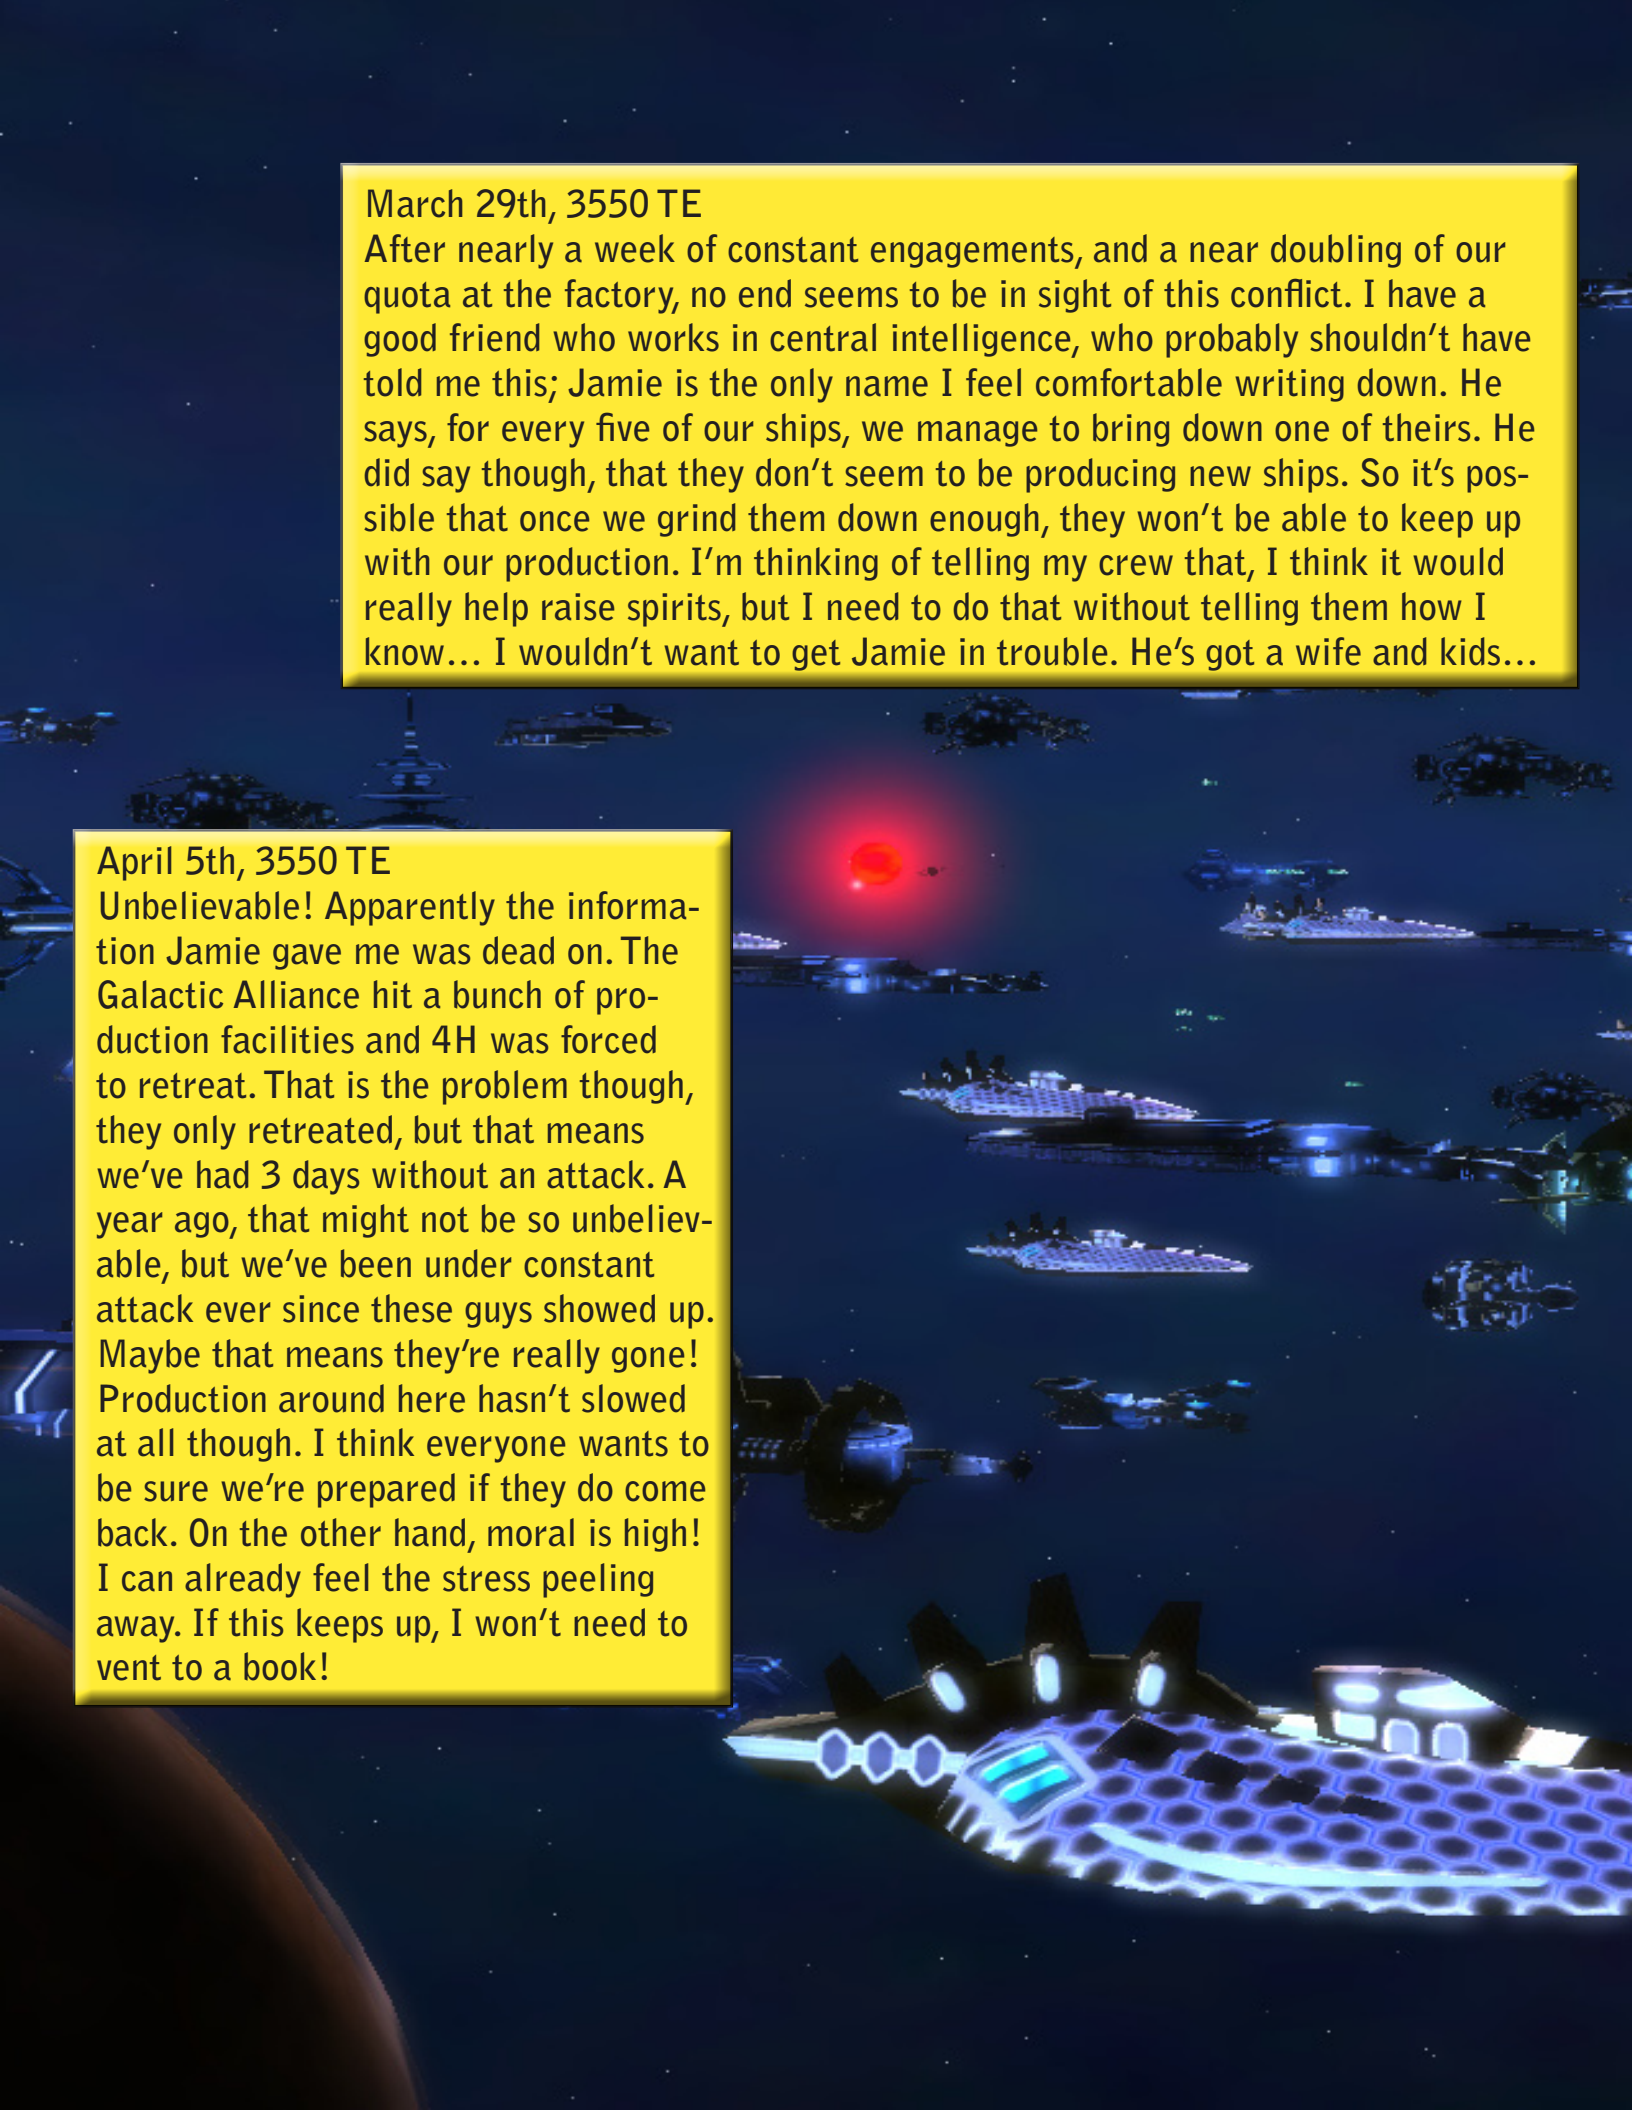 March 29th, 3550 TE
After nearly a week of constant engagements, and a near doubling of our
quota at the factory, no end seems to be in sight of this conflict. I have a
good friend who works in central intelligence, who probably shouldn't have
told me this; Jamie is the only name I feel comfortable writing down. He
says, for every five of our ships, we manage to bring down one of theirs. He
did say though, that they don't seem to be producing new ships. So it's pos-
sible that once we grind them down enough, they won't be able to keep up
with our production. I'm thinking of telling my crew that, I think it would
really help raise spirits, but I need to do that without telling them how I
know... I wouldn't want to get Jamie in trouble. He's got a wife and kids...
April 5th, 3550 TE
Unbelievable! Apparently the informa-
tion Jamie gave me was dead on. The
Galactic Alliance hit a bunch of pro-
duction facilities and 4H was forced
to retreat. That is the problem though,
they only retreated, but that means
we've had 3 days without an attack. A
year ago, that might not be so unbeliev-
able, but we've been under constant
attack ever since these guys showed up.
Maybe that means they're really gone!
Production around here hasn't slowed
at all though. I think everyone wants to
be sure we're prepared if they do come
back. On the other hand, moral is high!
I can already feel the stress peeling
away. If this keeps up, I won't need to
vent to a book!